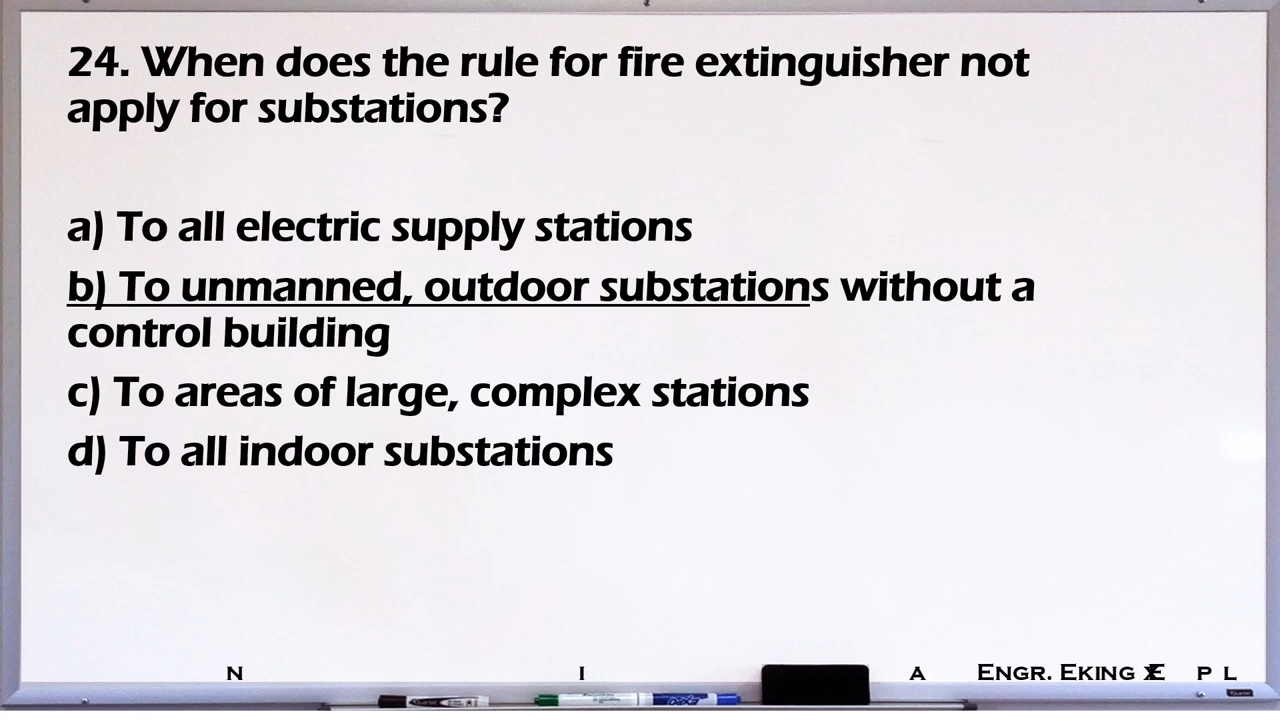 24. When does the rule for fire extinguisher not
apply for substations?
a) To all electric supply stations
b) To unmanned, outdoor substations without a
control building
c) To areas of large, complex stations
d) To all indoor substations
N I A ENGR. EKING X E P L